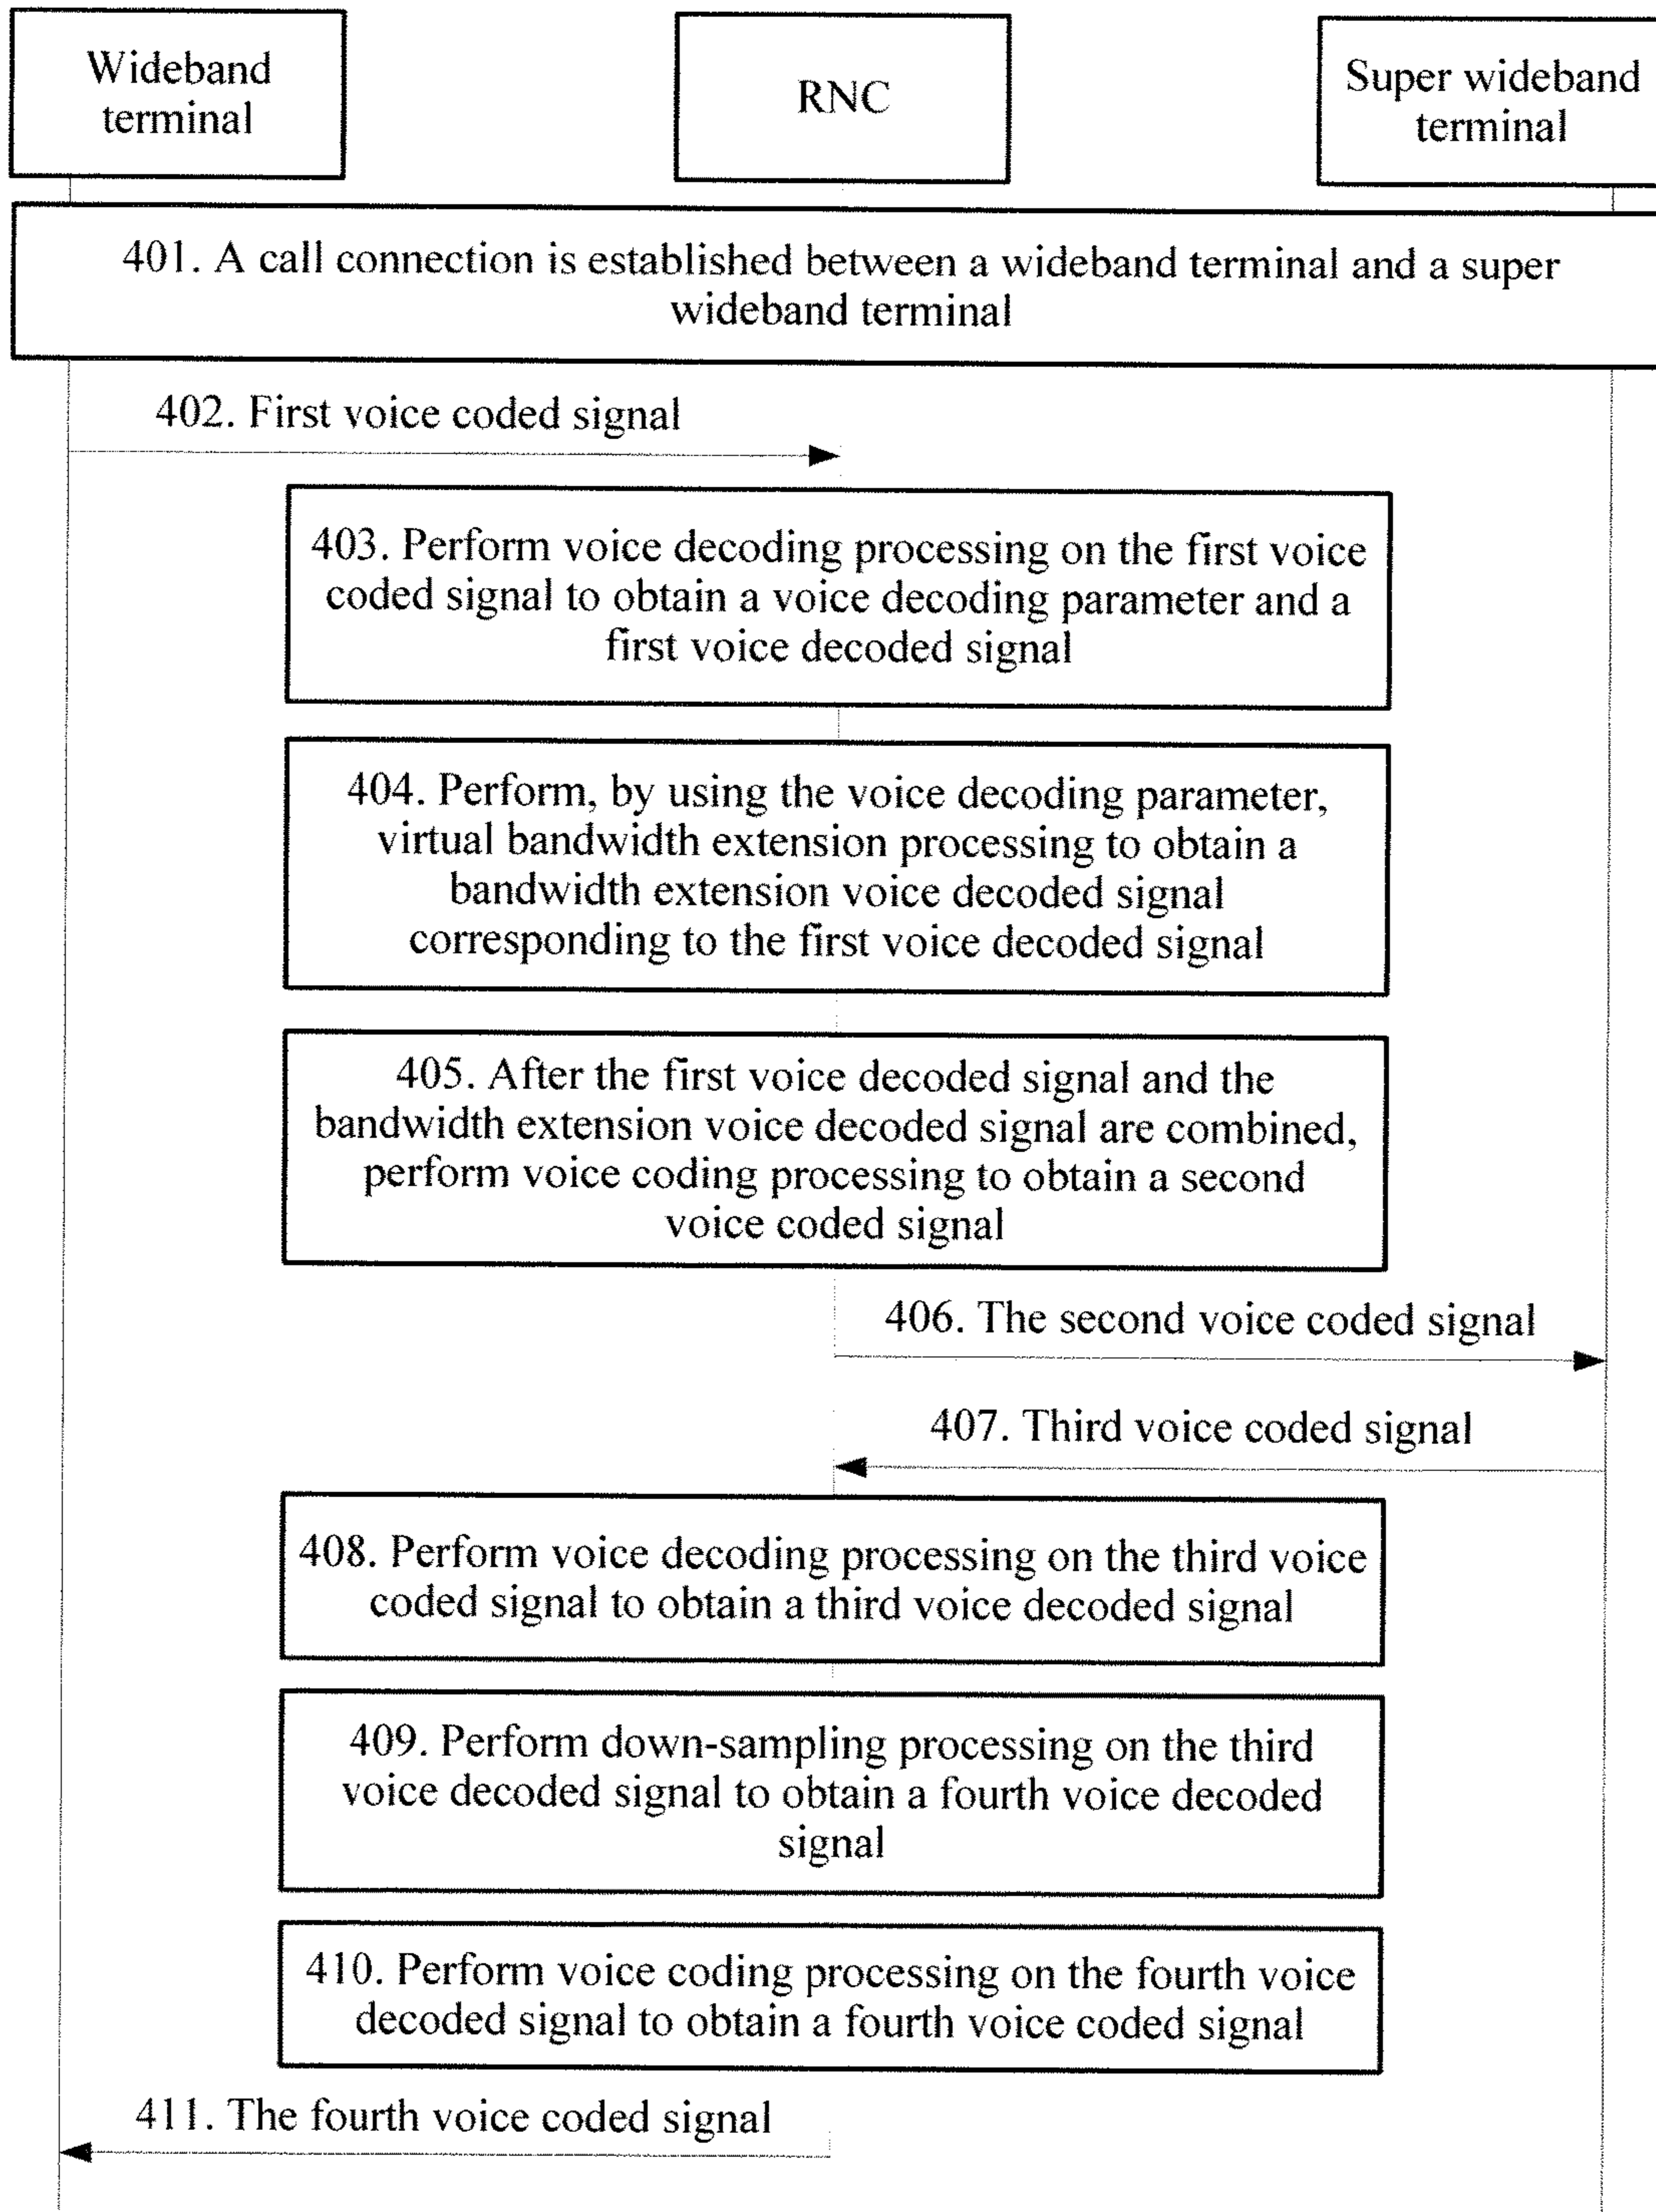 Wideband
terminal
RNC
Super wideband
terminal
401. A call connection is established between a wideband terminal and a super
wideband terminal
402. First voice coded signal
403. Perform voice decoding processing on the first voice
coded signal to obtain a voice decoding parameter and a
first voice decoded signal
404. Perform, by using the voice decoding parameter,
virtual bandwidth extension processing to obtain a
bandwidth extension voice decoded signal
corresponding to the first voice decoded signal
405. After the first voice decoded signal and the
bandwidth extension voice decoded signal are combined,
perform voice coding processing to obtain a second
voice coded signal
406. The second voice coded signal
407. Third voice coded signal
408. Perform voice decoding processing on the third voice
coded signal to obtain a third voice decoded signal
409. Perform down-sampling processing on the third
voice decoded signal to obtain a fourth voice decoded
signal
410. Perform voice coding processing on the fourth voice
decoded signal to obtain a fourth voice coded signal
411. The fourth voice coded signal